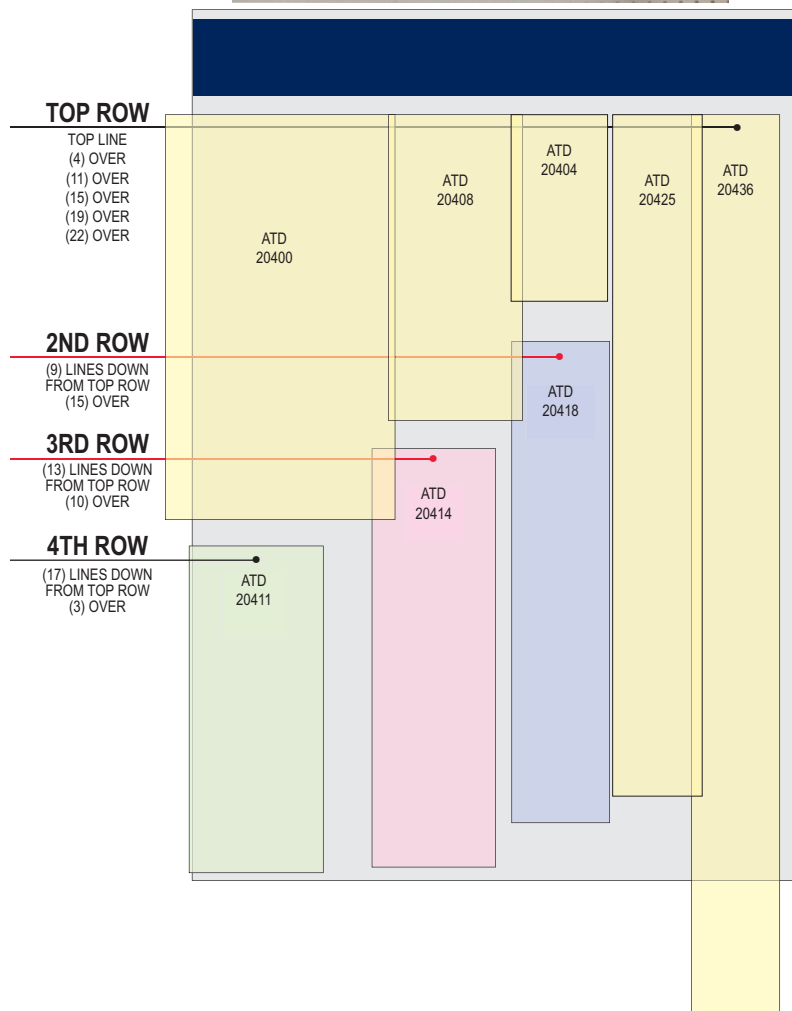 TOP ROW
TOP LINE
(4) OVER
(11) OVER
(15) OVER
(19) OVER
(22) OVER
ATD
20400
ATD
20408
ATD
20404
ATD
20425
ATD
20436
2ND ROW
(9) LINES DOWN
FROM TOP ROW
(15) OVER
ATD
20418
3RD ROW
(13) LINES DOWN
FROM TOP ROW
(10) OVER
ATD
20414
4TH ROW
(17) LINES DOWN
FROM TOP ROW
(3) OVER
ATD
20411